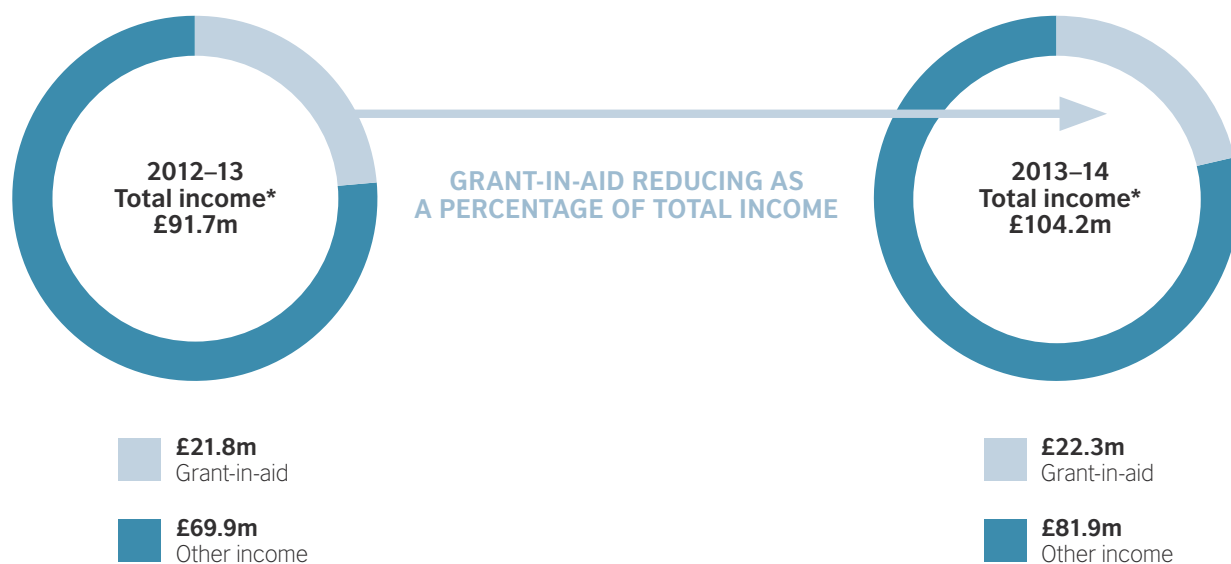 2012–13
Total income*
£91.7m
GRANT-IN-AID REDUCING AS
A PERCENTAGE OF TOTAL INCOME
2013–14
Total income*
£104.2m
£21.8m
Grant-in-aid
£69.9m
Other income
£22.3m
Grant-in-aid
£81.9m
Other income